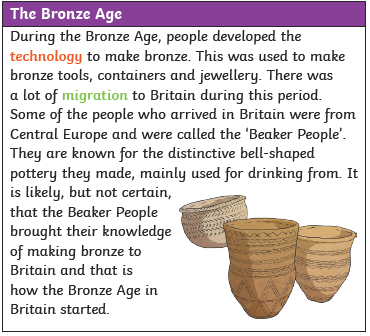 The Bronze Age
During the Bronze Age, people developed the
technology to make bronze. This was used to make
bronze tools, containers and jewellery. There was
a lot of migration to Britain during this period.
Some of the people who arrived in Britain were from
Central Europe and were called the ‘Beaker People’.
They are known for the distinctive bell-shaped
pottery they made, mainly used for drinking from. It
is likely, but not certain,
that the Beaker People
brought their knowledge
of making bronze to
Britain and that is
how the Bronze Age in
Britain started.